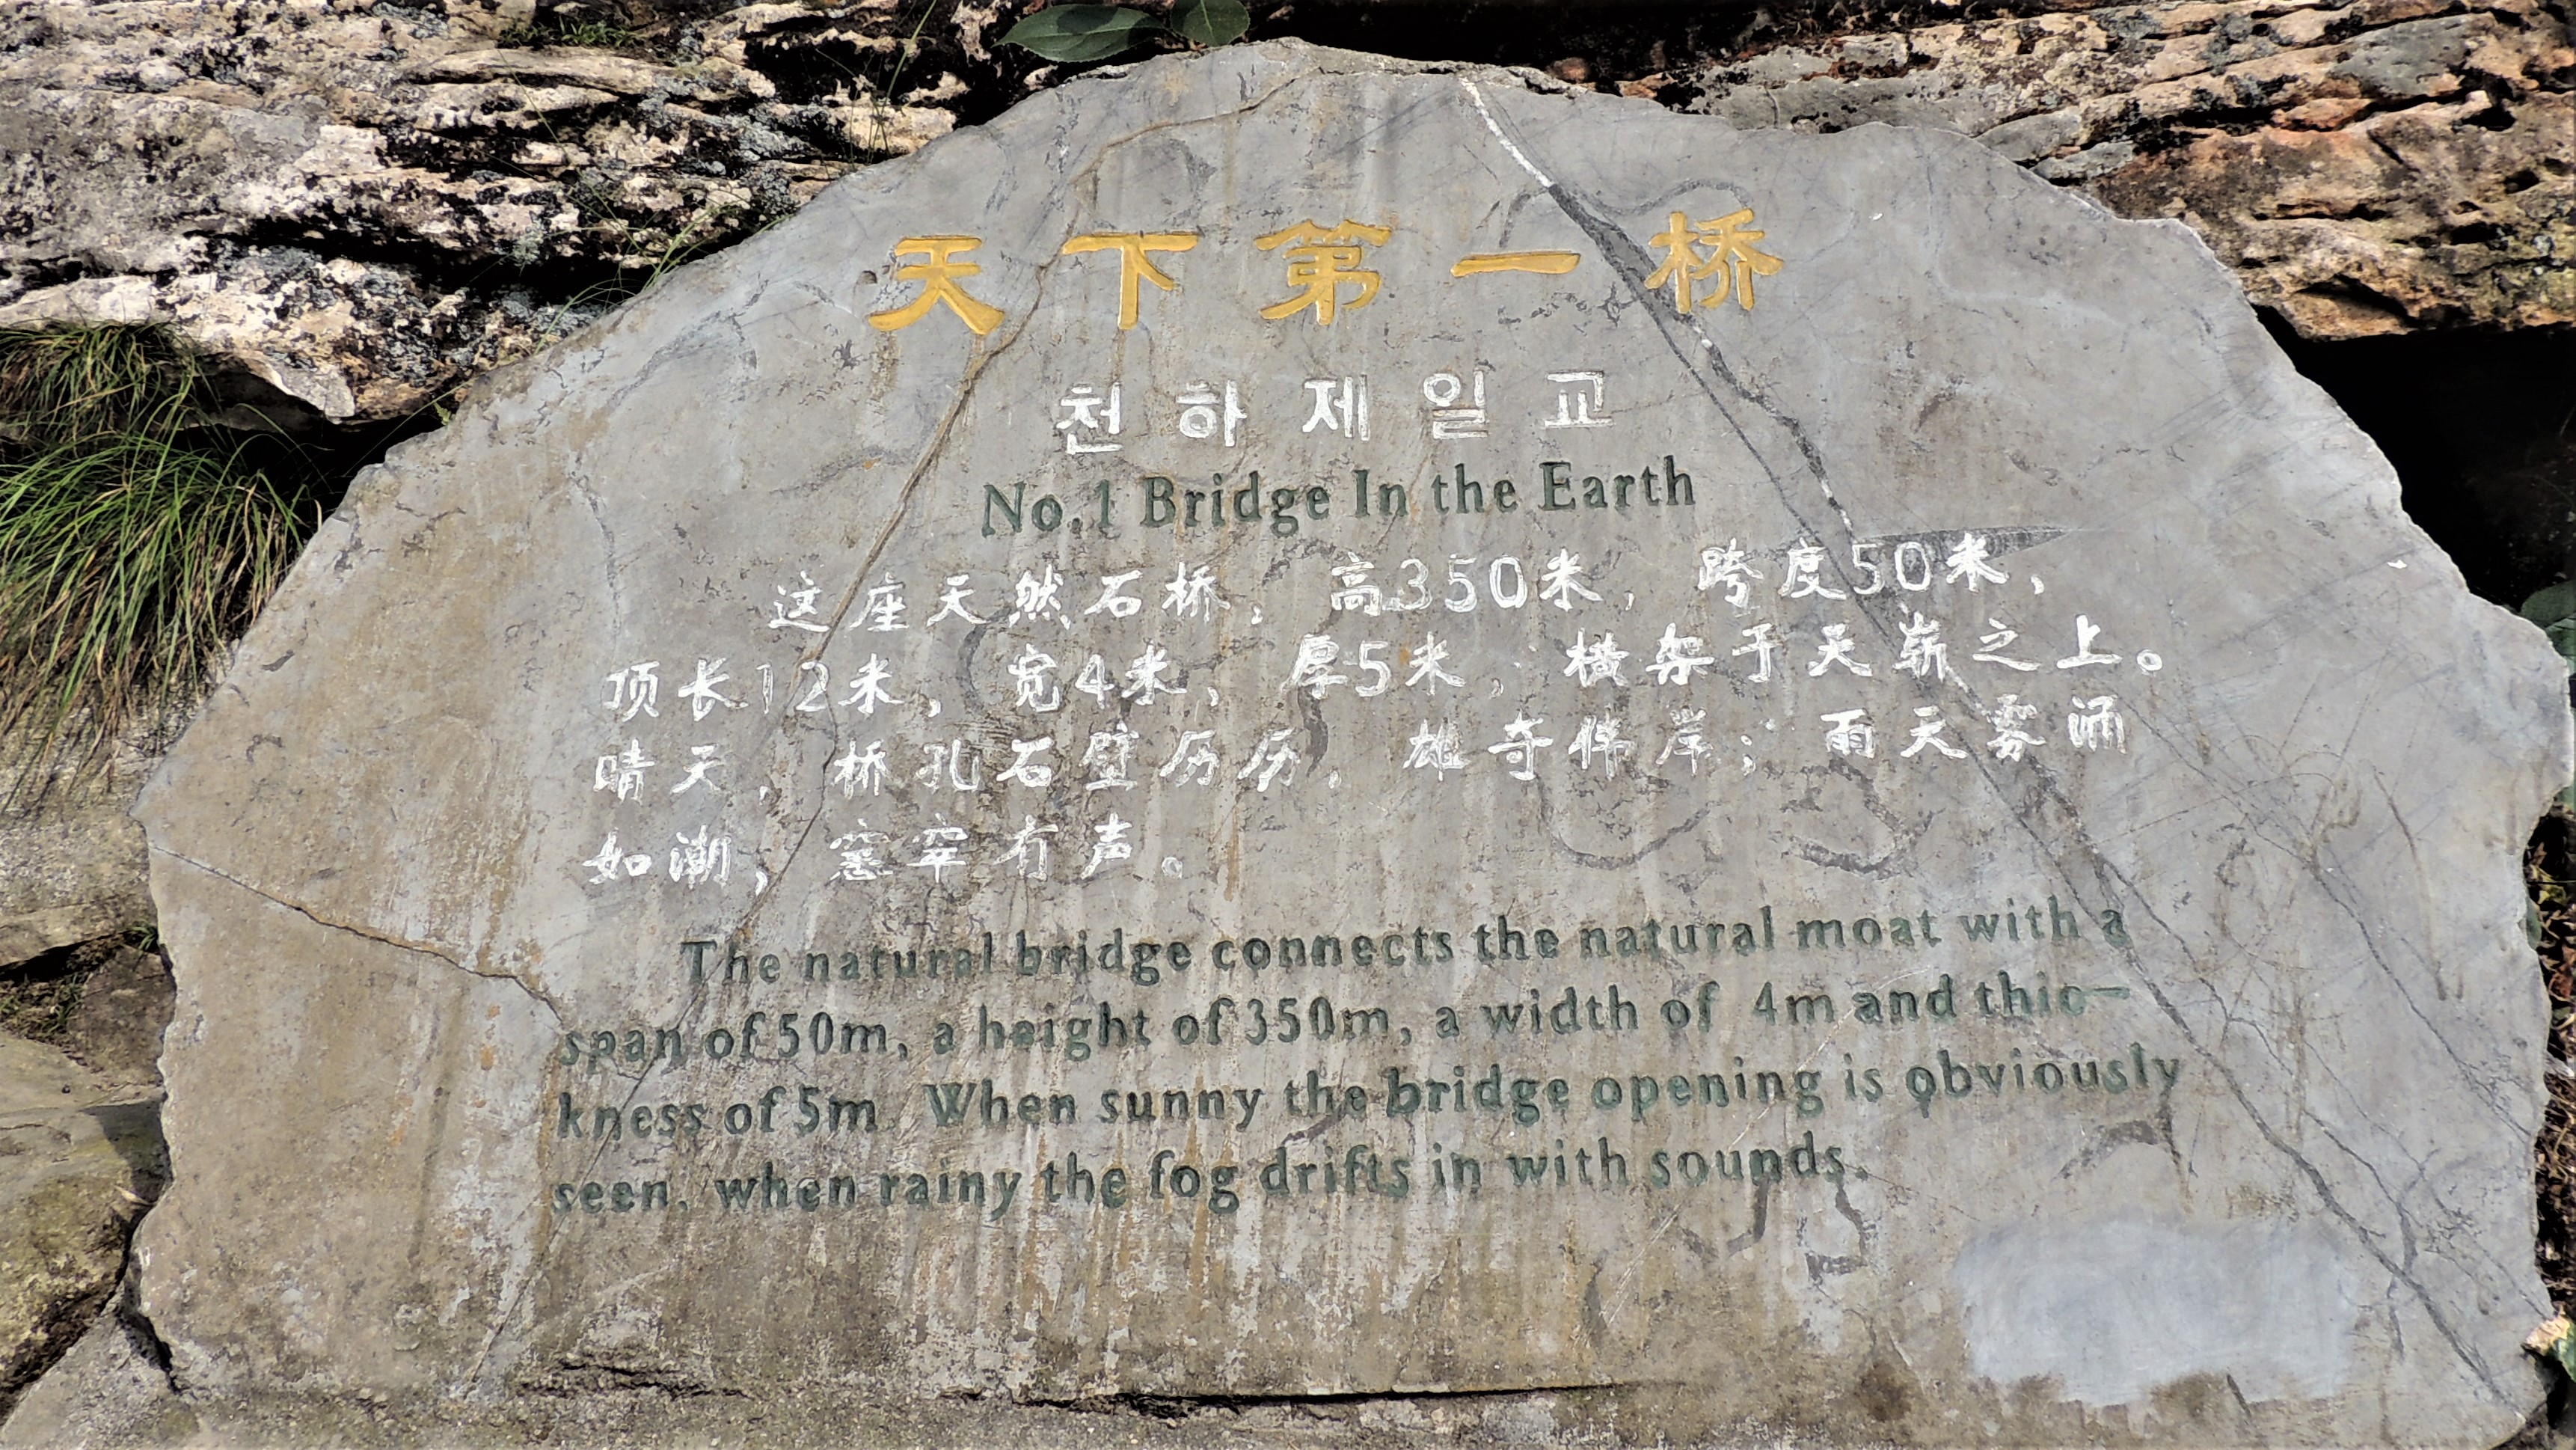 天下第一桥
천하제일교
No.1 Bridge In the Earth
这座天然石桥，高350米，跨度50米，
顶长12米，宽4米，厚5米，横架于天崭之上。
晴天，桥孔石壁历历，雄奇伟岸；雨天雾涌
如潮，窸窣有声。
The natural bridge connects the natural moat with a
span of 50m, a height of 350m, a width of 4m and thic-
kness of 5m. When sunny the bridge opening is obviously
seen, when rainy the fog drifts in with sounds.